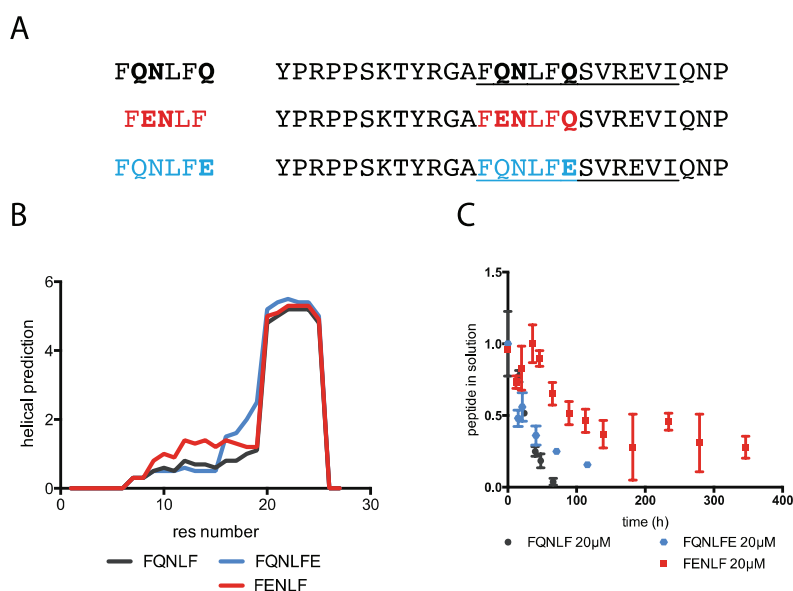 A
FQNLFQ YPRPPSKTYRGAFQNLFQSVREVIQNP
FENLF YPRPPSKTYRGAFENLFQSVREVIQNP
FQNLFE YPRPPSKTYRGAFQNLFESVREVIQNP
B
helical prediction
6
4
2
0
0 10 20 30
res number
FQNLF FQNLFE
FENLF
C
peptide in solution
1.5
1.0
0.5
0.0
0 100 200 300 400
time (h)
FQNLF 20µM FQNLFE 20µM
FENLF 20µM